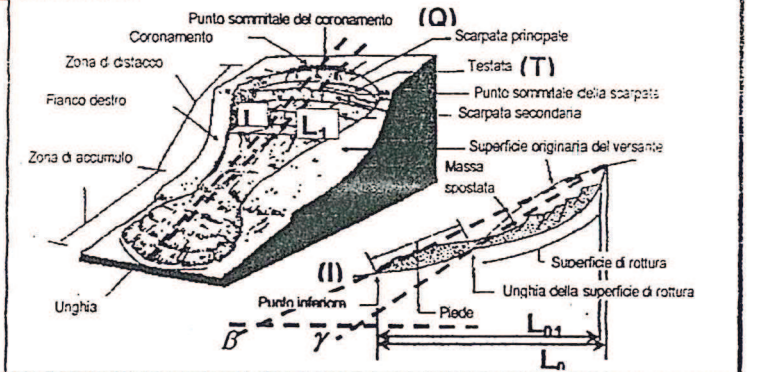 Punto sommitale del coronamento (Q)
Coronamento
Scarpata principale
Zona di distacco
Testata (T)
Fianco destro
Punto sommitale della scarpata
Scarpata secondaria
L
L1
Superficie originaria del versante
Zona di accumulo
Massa
spostata
(I)
Superficie di rottura
Unghia
Punto inferiore
Unghia della superficie di rottura
Piede
β
γ
L01
L0